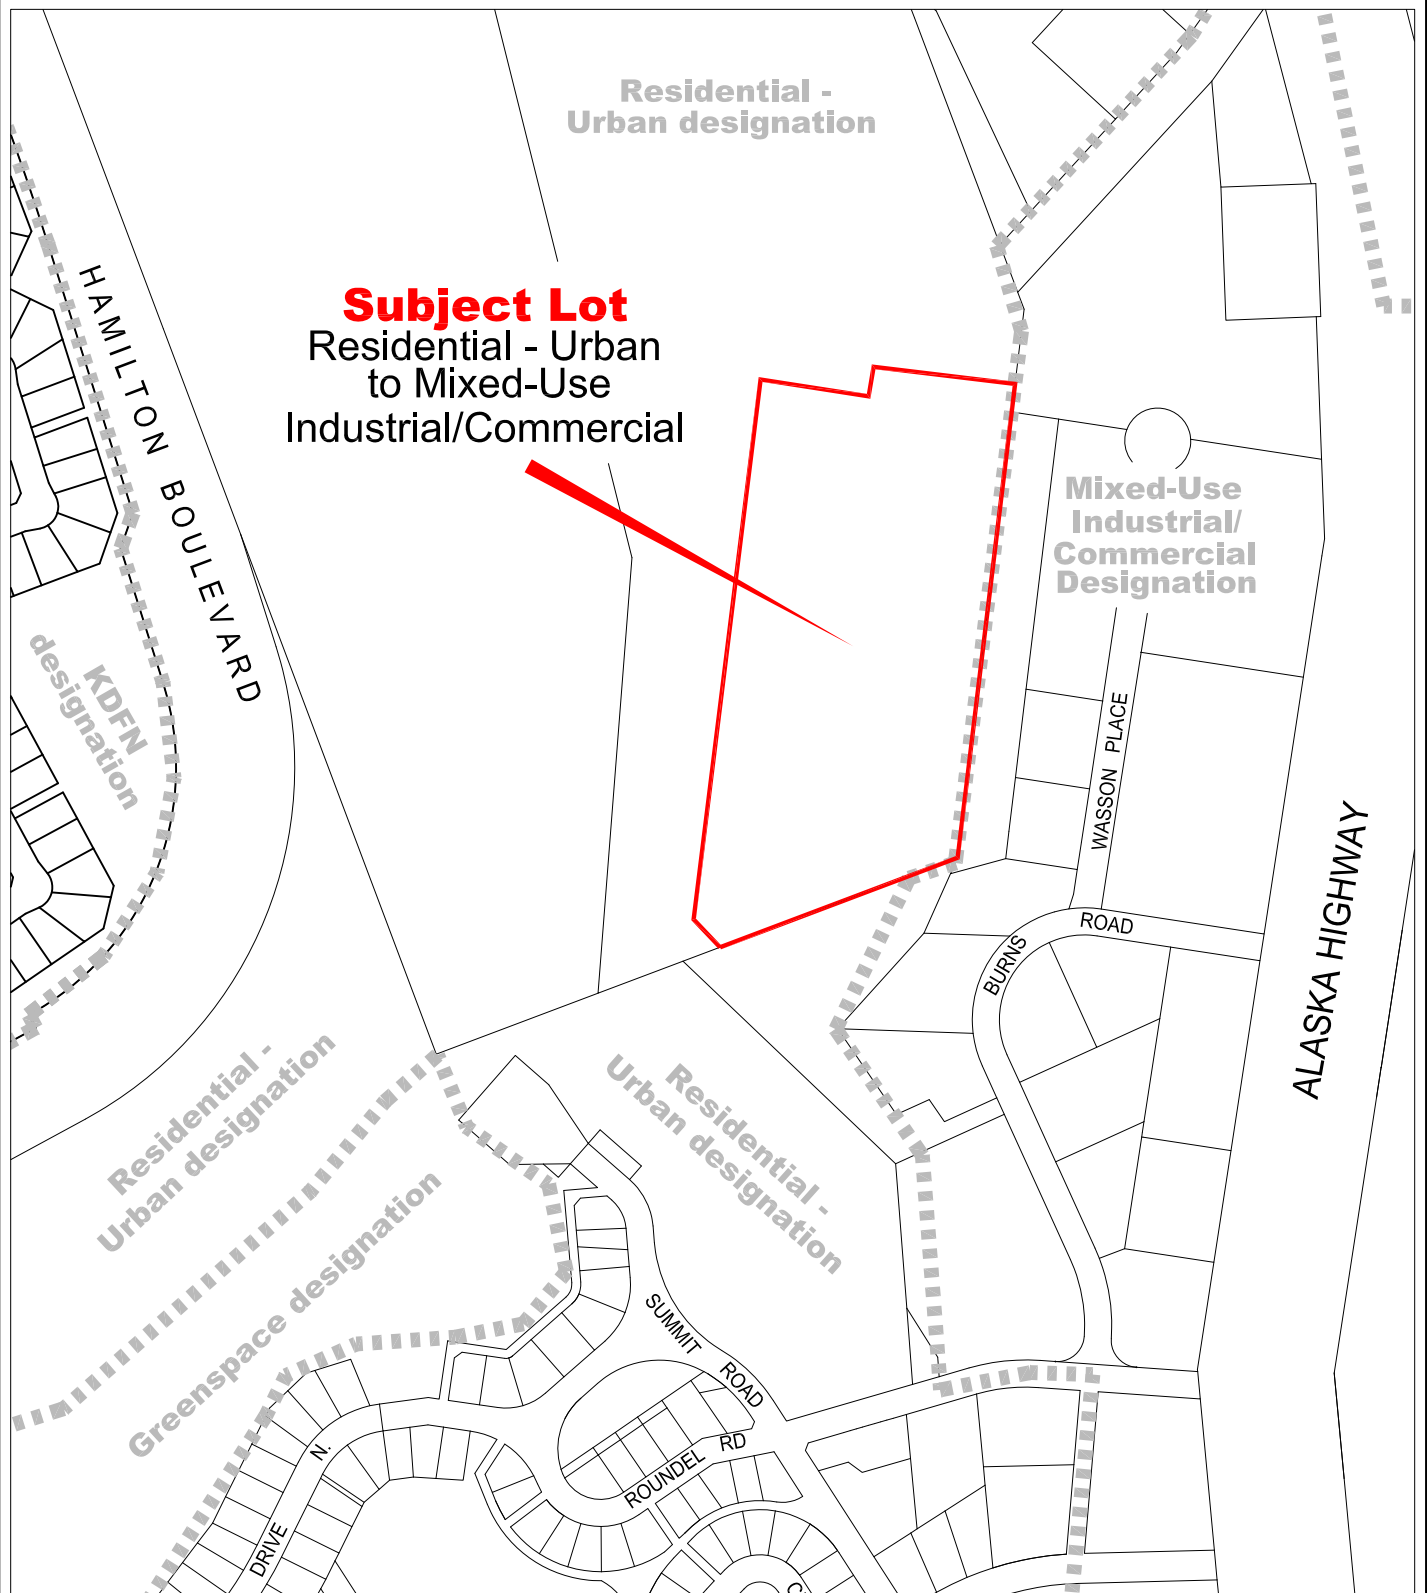 Residential -
Urban designation
Subject Lot
Residential - Urban
to Mixed-Use
Industrial/Commercial
HAMILTON BOULEVARD
Mixed-Use
Industrial/
Commercial
Designation
KDFN
designation
WASSON PLACE
ALASKA HIGHWAY
BURNS ROAD
Residential -
Urban designation
Residential -
Urban designation
Greenspace designation
SUMMIT ROAD
ROUNDEL RD
DRIVE N.